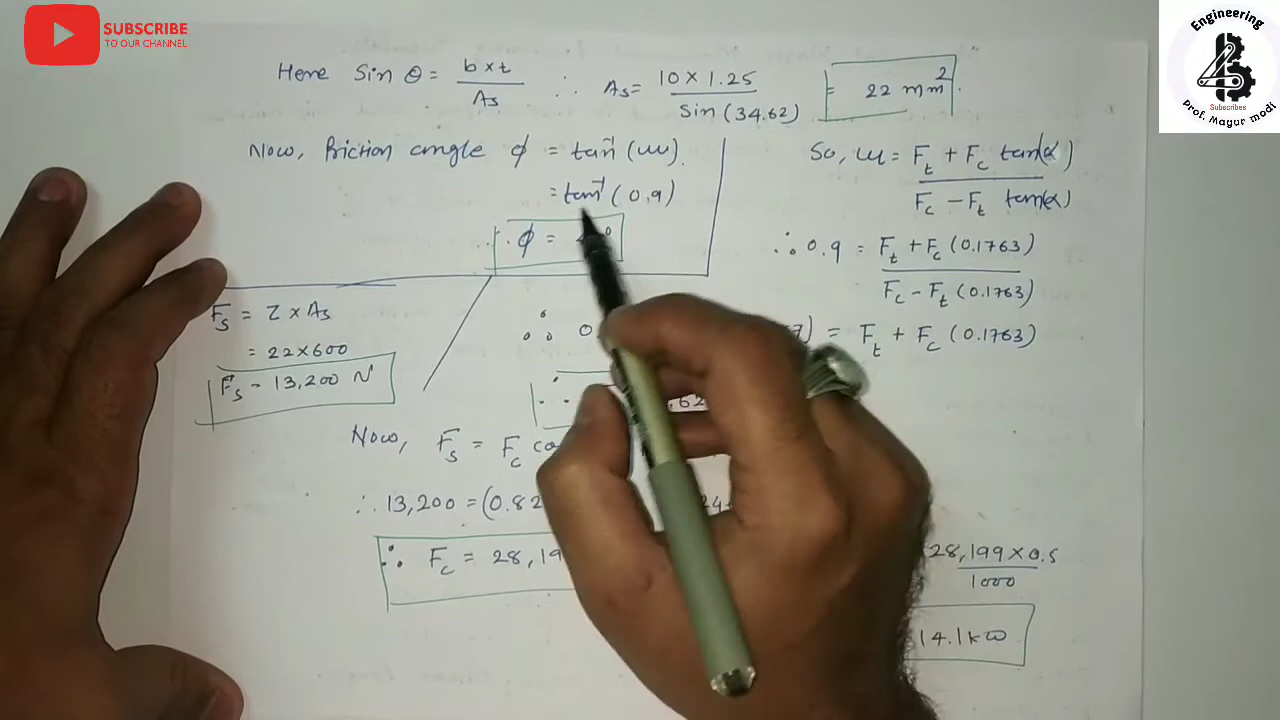 SUBSCRIBE
TO OUR CHANNEL
Engineering
Subscribes
Prof. Mayur modi
Here Sin θ = b×t / As ∴ As = 10 × 1.25 / Sin (34.62) = 22 mm²
Now, friction angle φ = tan⁻¹ (μ).
= tan⁻¹ (0.9)
∴ φ =
So, μ = Ft + Fc tan(α) / Fc - Ft tan(α)
∴ 0.9 = Ft + Fc (0.1763) / Fc - Ft (0.1763)
= Ft + Fc (0.1763)
Fs = τ × As
= 22×600
Fs = 13,200 N
Now, Fs = Fc
∴ 13,200 = (0.82
∴ Fc = 28,19
28,199 × 0.5 / 1000
14.1 kw